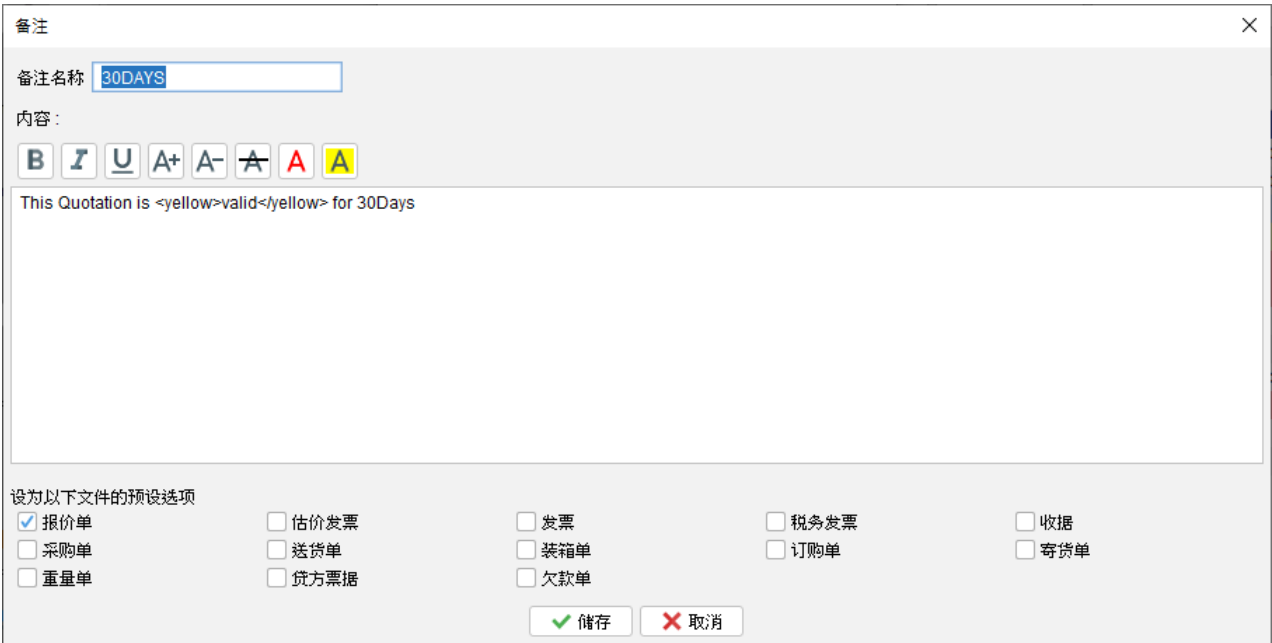 备注
备注名称 30DAYS
内容 :
B I U A+ A- A A A
This Quotation is <yellow>valid</yellow> for 30Days
设为以下文件的预设选项
报价单 估价发票 发票 税务发票 收据
采购单 送货单 装箱单 订购单 寄货单
重量单 贷方票据 欠款单
储存 取消